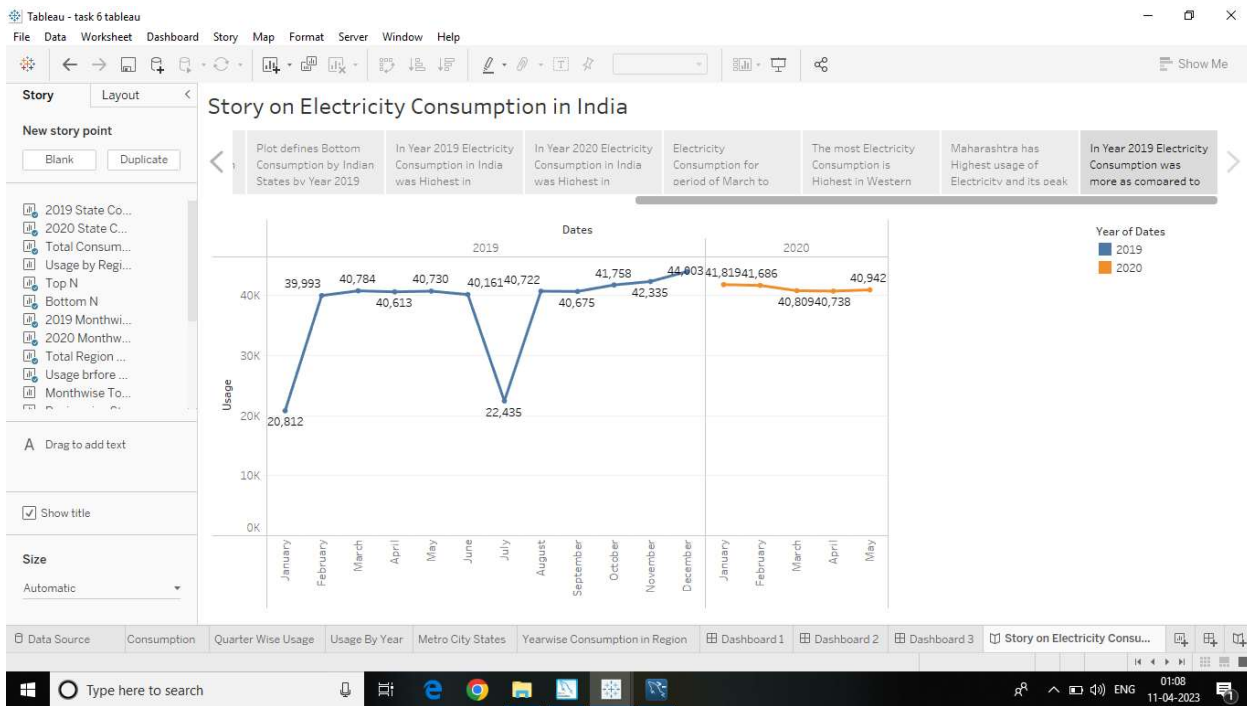 Tableau - task 6 tableau
File Data Worksheet Dashboard Story Map Format Server Window Help
Show Me
Story Layout
New story point
Blank Duplicate
2019 State Co...
2020 State C...
Total Consum...
Usage by Regi...
Top N
Bottom N
2019 Monthwi...
2020 Monthw...
Total Region ...
Usage brfore ...
Monthwise To...
A Drag to add text
Show title
Size
Automatic
Story on Electricity Consumption in India
Plot defines Bottom
Consumption by Indian
States by Year 2019
In Year 2019 Electricity
Consumption in India
was Highest in
In Year 2020 Electricity
Consumption in India
was Highest in
Electricity
Consumption for
period of March to
The most Electricity
Consumption is
Highest in Western
Maharashtra has
Highest usage of
Electricity and its peak
In Year 2019 Electricity
Consumption was
more as compared to
Dates
2019 2020
Usage
40K
30K
20K
10K
0K
20,812
39,993
40,784
40,613
40,730
40,161
22,435
40,722
40,675
41,758
42,335
44,003
41,819
41,686
40,809
40,738
40,942
January
February
March
April
May
June
July
August
September
October
November
December
January
February
March
April
May
Year of Dates
2019
2020
Data Source Consumption Quarter Wise Usage Usage By Year Metro City States Yearwise Consumption in Region Dashboard 1 Dashboard 2 Dashboard 3 Story on Electricity Consu...
Type here to search
ENG
01:08
11-04-2023
1